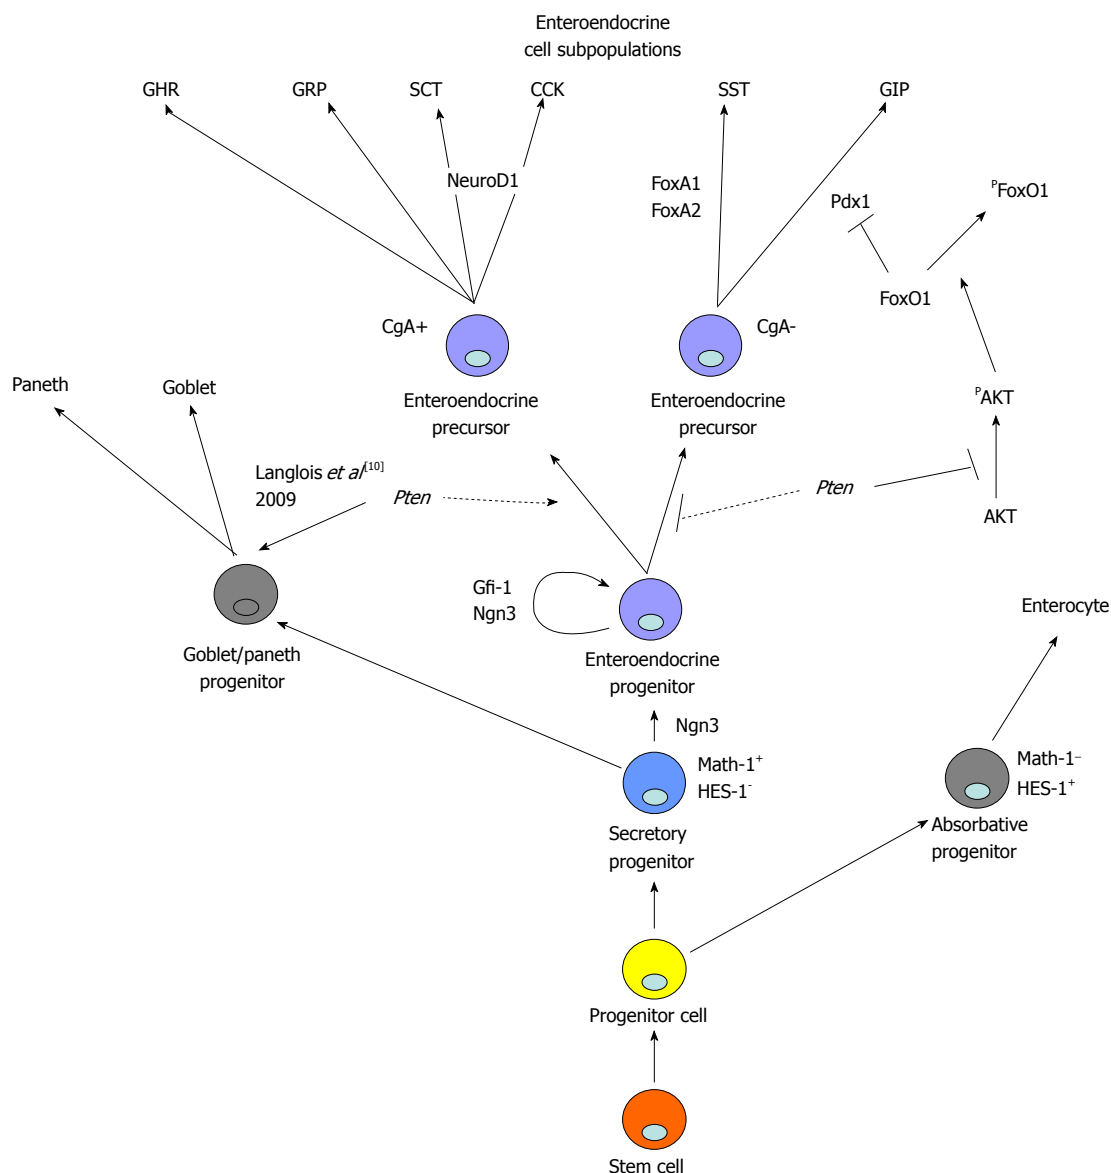 Enteroendocrine
cell subpopulations
GHR
GRP
SCT
CCK
SST
GIP
NeuroD1
FoxA1
FoxA2
Pdx1
ᴾFoxO1
FoxO1
CgA+
CgA-
Paneth
Goblet
Enteroendocrine
precursor
Enteroendocrine
precursor
ᴾAKT
Langlois et al[10]
2009
Pten
Pten
AKT
Gfi-1
Ngn3
Enterocyte
Goblet/paneth
progenitor
Enteroendocrine
progenitor
Ngn3
Math-1⁺
HES-1⁻
Math-1⁻
HES-1⁺
Secretory
progenitor
Absorbative
progenitor
Progenitor cell
Stem cell